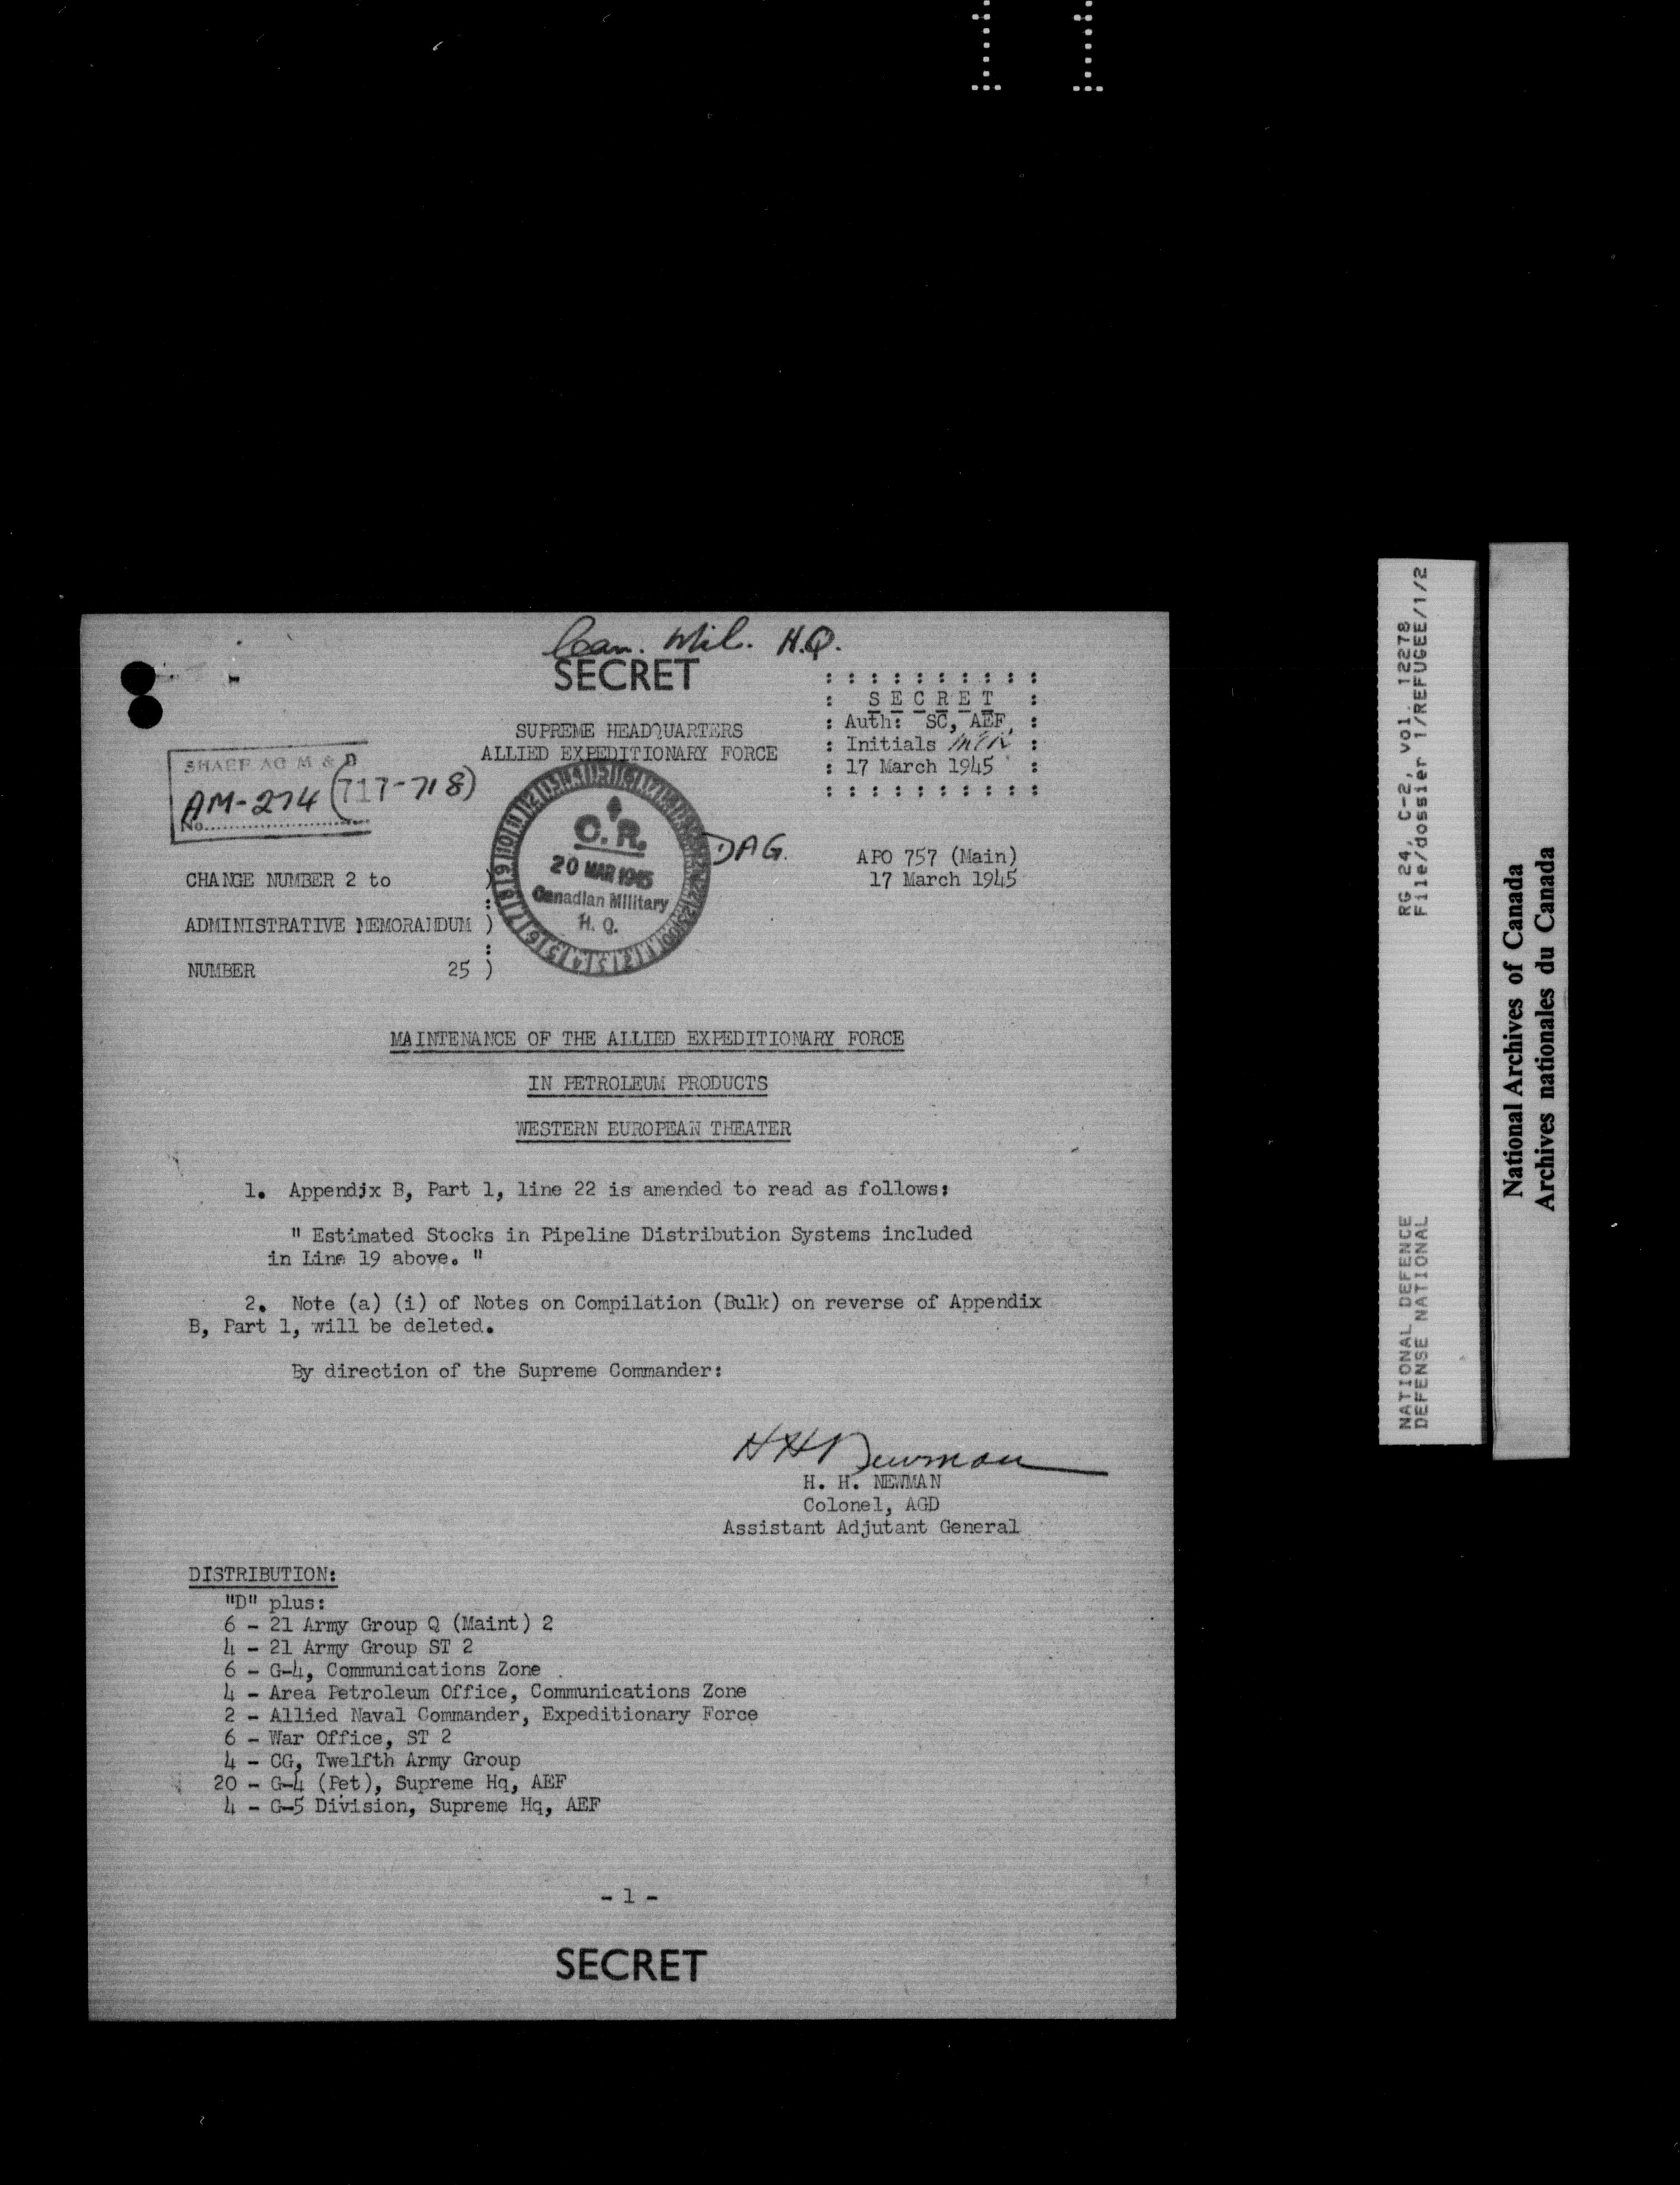 Can. Mil. H.Q.
SECRET
S E C R E T
Auth: SC, AEF
Initials
17 March 1945
SUPREME HEADQUARTERS
ALLIED EXPEDITIONARY FORCE
SHAEF AG M & D
AM-274 (717-718)
No.
C.R.
20 MAR 1945
Canadian Military
H. Q.
DAG.
APO 757 (Main)
17 March 1945
CHANGE NUMBER 2 to )
:
ADMINISTRATIVE MEMORANDUM )
:
NUMBER 25 )
MAINTENANCE OF THE ALLIED EXPEDITIONARY FORCE
IN PETROLEUM PRODUCTS
WESTERN EUROPEAN THEATER
1. Appendix B, Part 1, line 22 is amended to read as follows:
" Estimated Stocks in Pipeline Distribution Systems included
in Line 19 above. "
2. Note (a) (i) of Notes on Compilation (Bulk) on reverse of Appendix
B, Part 1, will be deleted.
By direction of the Supreme Commander:
H H Newman
H. H. NEWMAN
Colonel, AGD
Assistant Adjutant General
DISTRIBUTION:
"D" plus:
6 - 21 Army Group Q (Maint) 2
4 - 21 Army Group ST 2
6 - G-4, Communications Zone
4 - Area Petroleum Office, Communications Zone
2 - Allied Naval Commander, Expeditionary Force
6 - War Office, ST 2
4 - CG, Twelfth Army Group
20 - G-4 (Pet), Supreme Hq, AEF
4 - G-5 Division, Supreme Hq, AEF
- 1 -
SECRET
NATIONAL DEFENCE RG 24, C-2, vol. 12278
DEFENSE NATIONAL File/dossier 1/REFUGEE/1/2
National Archives of Canada
Archives nationales du Canada